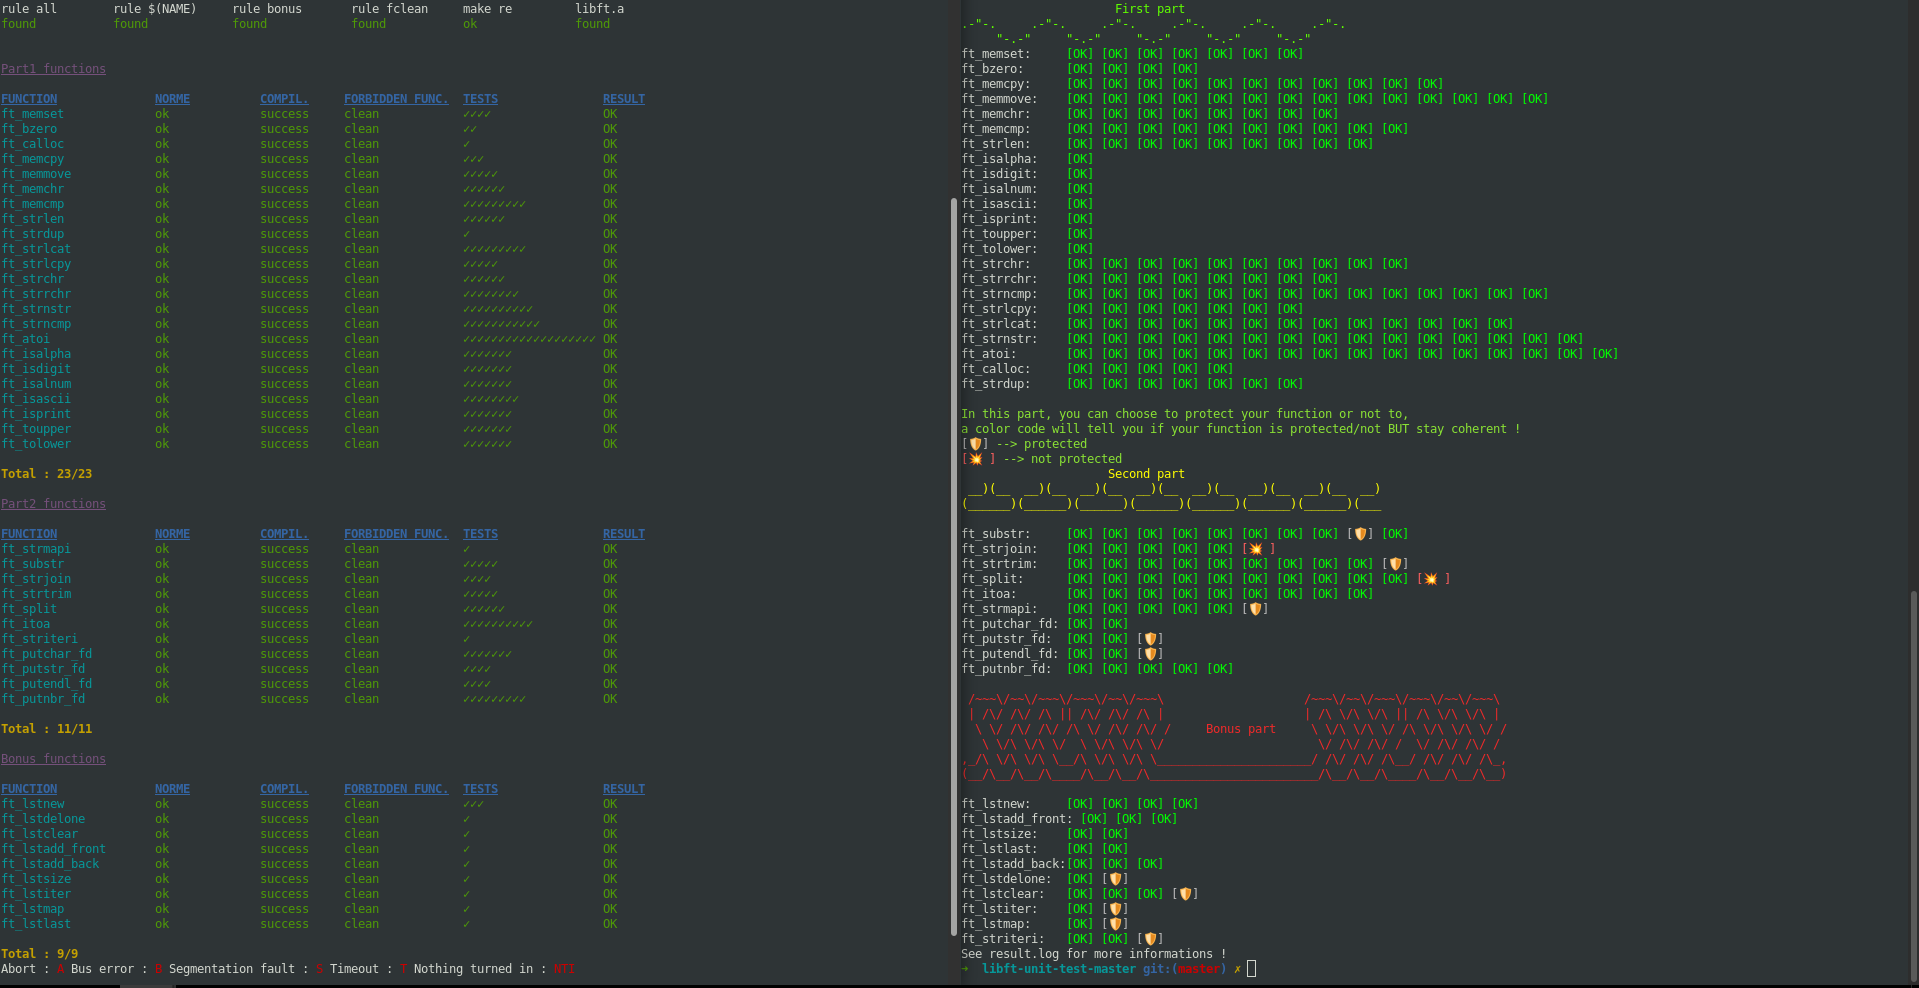 rule all rule $(NAME) rule bonus rule fclean make re libft.a
found found found found ok found
Part1 functions
FUNCTION NORME COMPIL. FORBIDDEN FUNC. TESTS RESULT
ft_memset ok success clean ✓✓✓✓ OK
ft_bzero ok success clean ✓✓ OK
ft_calloc ok success clean ✓ OK
ft_memcpy ok success clean ✓✓✓ OK
ft_memmove ok success clean ✓✓✓✓✓ OK
ft_memchr ok success clean ✓✓✓✓✓✓ OK
ft_memcmp ok success clean ✓✓✓✓✓✓✓✓✓ OK
ft_strlen ok success clean ✓✓✓✓✓✓ OK
ft_strdup ok success clean ✓ OK
ft_strlcat ok success clean ✓✓✓✓✓✓✓✓✓ OK
ft_strlcpy ok success clean ✓✓✓✓✓ OK
ft_strchr ok success clean ✓✓✓✓✓✓ OK
ft_strrchr ok success clean ✓✓✓✓✓✓✓✓ OK
ft_strnstr ok success clean ✓✓✓✓✓✓✓✓✓✓ OK
ft_strncmp ok success clean ✓✓✓✓✓✓✓✓✓✓✓ OK
ft_atoi ok success clean ✓✓✓✓✓✓✓✓✓✓✓✓✓✓✓✓✓✓✓ OK
ft_isalpha ok success clean ✓✓✓✓✓✓✓ OK
ft_isdigit ok success clean ✓✓✓✓✓✓✓ OK
ft_isalnum ok success clean ✓✓✓✓✓✓✓ OK
ft_isascii ok success clean ✓✓✓✓✓✓✓✓ OK
ft_isprint ok success clean ✓✓✓✓✓✓✓ OK
ft_toupper ok success clean ✓✓✓✓✓✓✓ OK
ft_tolower ok success clean ✓✓✓✓✓✓✓ OK
Total : 23/23
Part2 functions
FUNCTION NORME COMPIL. FORBIDDEN FUNC. TESTS RESULT
ft_strmapi ok success clean ✓ OK
ft_substr ok success clean ✓✓✓✓✓ OK
ft_strjoin ok success clean ✓✓✓✓ OK
ft_strtrim ok success clean ✓✓✓✓✓ OK
ft_split ok success clean ✓✓✓✓✓✓ OK
ft_itoa ok success clean ✓✓✓✓✓✓✓✓✓✓ OK
ft_striteri ok success clean ✓ OK
ft_putchar_fd ok success clean ✓✓✓✓✓✓✓ OK
ft_putstr_fd ok success clean ✓✓✓✓ OK
ft_putendl_fd ok success clean ✓✓✓✓ OK
ft_putnbr_fd ok success clean ✓✓✓✓✓✓✓✓✓ OK
Total : 11/11
Bonus functions
FUNCTION NORME COMPIL. FORBIDDEN FUNC. TESTS RESULT
ft_lstnew ok success clean ✓✓✓ OK
ft_lstdelone ok success clean ✓ OK
ft_lstclear ok success clean ✓ OK
ft_lstadd_front ok success clean ✓ OK
ft_lstadd_back ok success clean ✓ OK
ft_lstsize ok success clean ✓ OK
ft_lstiter ok success clean ✓ OK
ft_lstmap ok success clean ✓ OK
ft_lstlast ok success clean ✓ OK
Total : 9/9
Abort : A Bus error : B Segmentation fault : S Timeout : T Nothing turned in : NTI
First part
ft_memset: [OK] [OK] [OK] [OK] [OK] [OK] [OK]
ft_bzero: [OK] [OK] [OK] [OK]
ft_memcpy: [OK] [OK] [OK] [OK] [OK] [OK] [OK] [OK] [OK] [OK] [OK]
ft_memmove: [OK] [OK] [OK] [OK] [OK] [OK] [OK] [OK] [OK] [OK] [OK] [OK] [OK] [OK]
ft_memchr: [OK] [OK] [OK] [OK] [OK] [OK] [OK] [OK]
ft_memcmp: [OK] [OK] [OK] [OK] [OK] [OK] [OK] [OK] [OK] [OK]
ft_strlen: [OK] [OK] [OK] [OK] [OK] [OK] [OK] [OK] [OK]
ft_isalpha: [OK]
ft_isdigit: [OK]
ft_isalnum: [OK]
ft_isascii: [OK]
ft_isprint: [OK]
ft_toupper: [OK]
ft_tolower: [OK]
ft_strchr: [OK] [OK] [OK] [OK] [OK] [OK] [OK] [OK] [OK] [OK]
ft_strrchr: [OK] [OK] [OK] [OK] [OK] [OK] [OK] [OK]
ft_strncmp: [OK] [OK] [OK] [OK] [OK] [OK] [OK] [OK] [OK] [OK] [OK] [OK] [OK] [OK]
ft_strlcpy: [OK] [OK] [OK] [OK] [OK] [OK] [OK]
ft_strlcat: [OK] [OK] [OK] [OK] [OK] [OK] [OK] [OK] [OK] [OK] [OK] [OK] [OK]
ft_strnstr: [OK] [OK] [OK] [OK] [OK] [OK] [OK] [OK] [OK] [OK] [OK] [OK] [OK] [OK] [OK]
ft_atoi: [OK] [OK] [OK] [OK] [OK] [OK] [OK] [OK] [OK] [OK] [OK] [OK] [OK] [OK] [OK] [OK]
ft_calloc: [OK] [OK] [OK] [OK] [OK]
ft_strdup: [OK] [OK] [OK] [OK] [OK] [OK] [OK]
In this part, you can choose to protect your function or not to,
a color code will tell you if your function is protected/not BUT stay coherent !
[🛡️] --> protected
[💥 ] --> not protected
Second part
ft_substr: [OK] [OK] [OK] [OK] [OK] [OK] [OK] [OK] [🛡️] [OK]
ft_strjoin: [OK] [OK] [OK] [OK] [OK] [💥 ]
ft_strtrim: [OK] [OK] [OK] [OK] [OK] [OK] [OK] [OK] [OK] [🛡️]
ft_split: [OK] [OK] [OK] [OK] [OK] [OK] [OK] [OK] [OK] [OK] [💥 ]
ft_itoa: [OK] [OK] [OK] [OK] [OK] [OK] [OK] [OK] [OK]
ft_strmapi: [OK] [OK] [OK] [OK] [OK] [🛡️]
ft_putchar_fd: [OK] [OK]
ft_putstr_fd: [OK] [OK] [🛡️]
ft_putendl_fd: [OK] [OK] [🛡️]
ft_putnbr_fd: [OK] [OK] [OK] [OK] [OK]
Bonus part
ft_lstnew: [OK] [OK] [OK] [OK]
ft_lstadd_front: [OK] [OK] [OK]
ft_lstsize: [OK] [OK]
ft_lstlast: [OK] [OK]
ft_lstadd_back:[OK] [OK] [OK]
ft_lstdelone: [OK] [🛡️]
ft_lstclear: [OK] [OK] [OK] [🛡️]
ft_lstiter: [OK] [🛡️]
ft_lstmap: [OK] [🛡️]
ft_striteri: [OK] [OK] [🛡️]
See result.log for more informations !
→ libft-unit-test-master git:(master) ✗